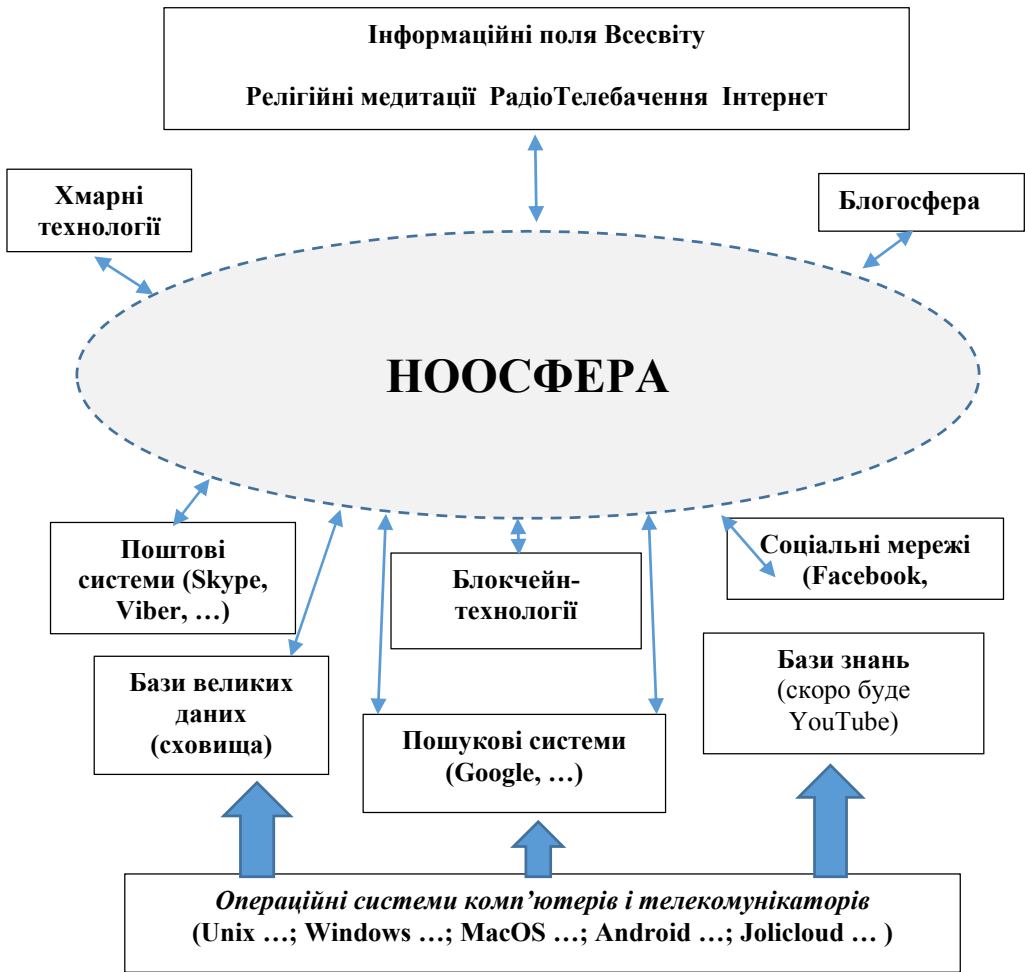 Інформаційні поля Всесвіту
Релігійні медитації РадіоТелебачення Інтернет
Хмарні
технології
Блогосфера
НООСФЕРА
Поштові
системи (Skype,
Viber, …)
Блокчейн-
технології
Соціальні мережі
(Facebook,
Бази великих
даних
(сховища)
Пошукові системи
(Google, …)
Бази знань
(скоро буде
YouTube)
Операційні системи комп’ютерів і телекомунікаторів
(Unix …; Windows …; MacOS …; Android …; Jolicloud … )